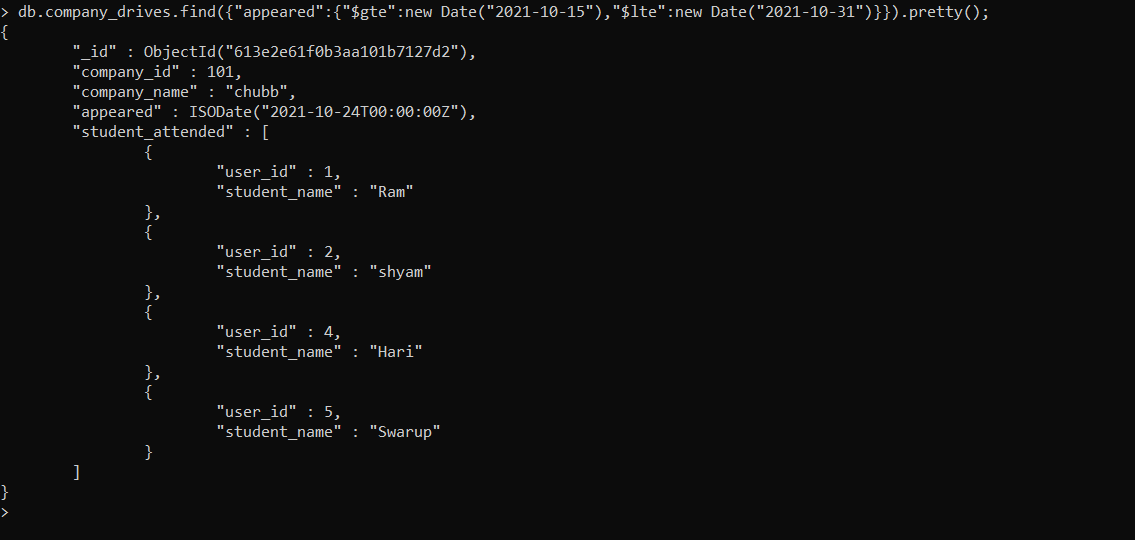 > db.company_drives.find({"appeared":{"$gte":new Date("2021-10-15"),"$lte":new Date("2021-10-31")}}).pretty();
{
        "_id" : ObjectId("613e2e61f0b3aa101b7127d2"),
        "company_id" : 101,
        "company_name" : "chubb",
        "appeared" : ISODate("2021-10-24T00:00:00Z"),
        "student_attended" : [
                {
                        "user_id" : 1,
                        "student_name" : "Ram"
                },
                {
                        "user_id" : 2,
                        "student_name" : "shyam"
                },
                {
                        "user_id" : 4,
                        "student_name" : "Hari"
                },
                {
                        "user_id" : 5,
                        "student_name" : "Swarup"
                }
        ]
}
>